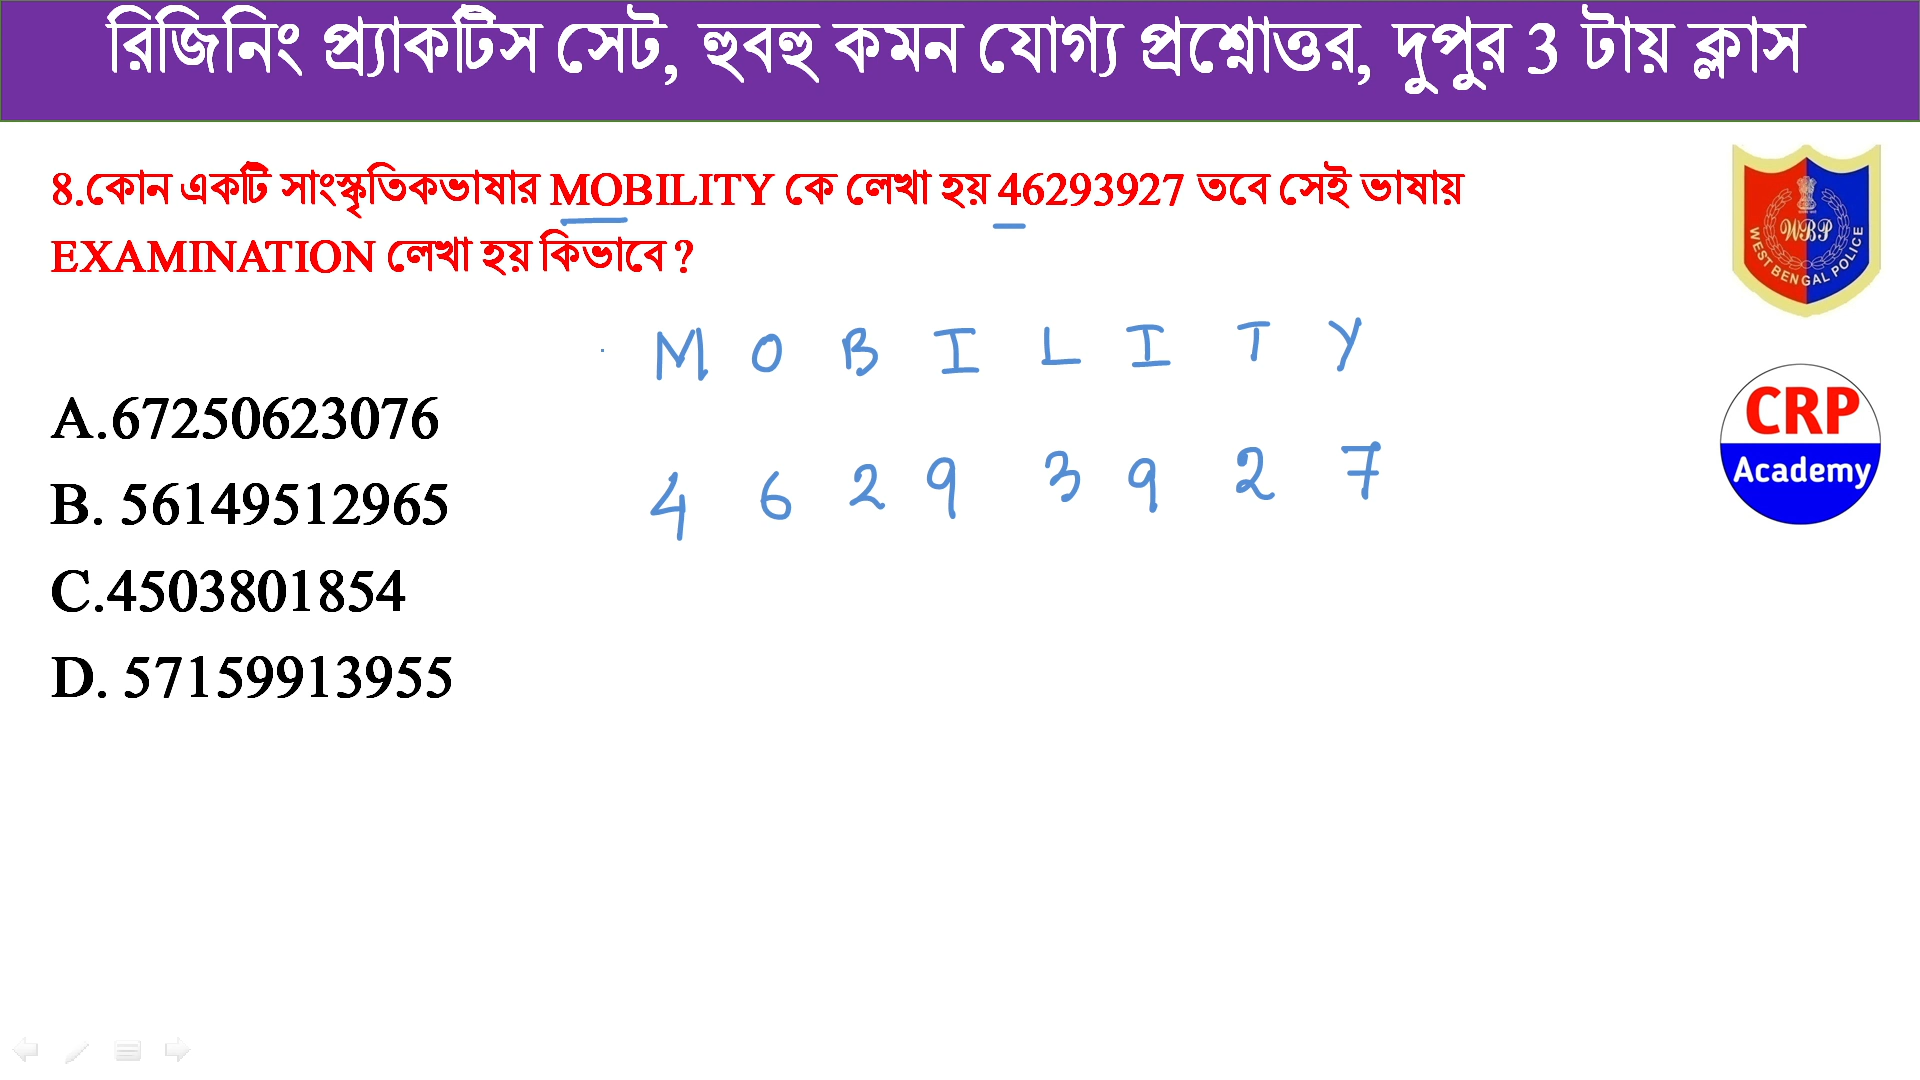 রিজিনিং প্র্যাকটিস সেট, হুবহু কমন যোগ্য প্রশ্নোত্তর, দুপুর 3 টায় ক্লাস
8.কোন একটি সাংস্কৃতিকভাষার MOBILITY কে লেখা হয় 46293927 তবে সেই ভাষায়
EXAMINATION লেখা হয় কিভাবে ?
M O B I L I T Y
4 6 2 9 3 9 2 7
A.67250623076
B. 56149512965
C.4503801854
D. 57159913955
WBP
WEST BENGAL POLICE
CRP
Academy